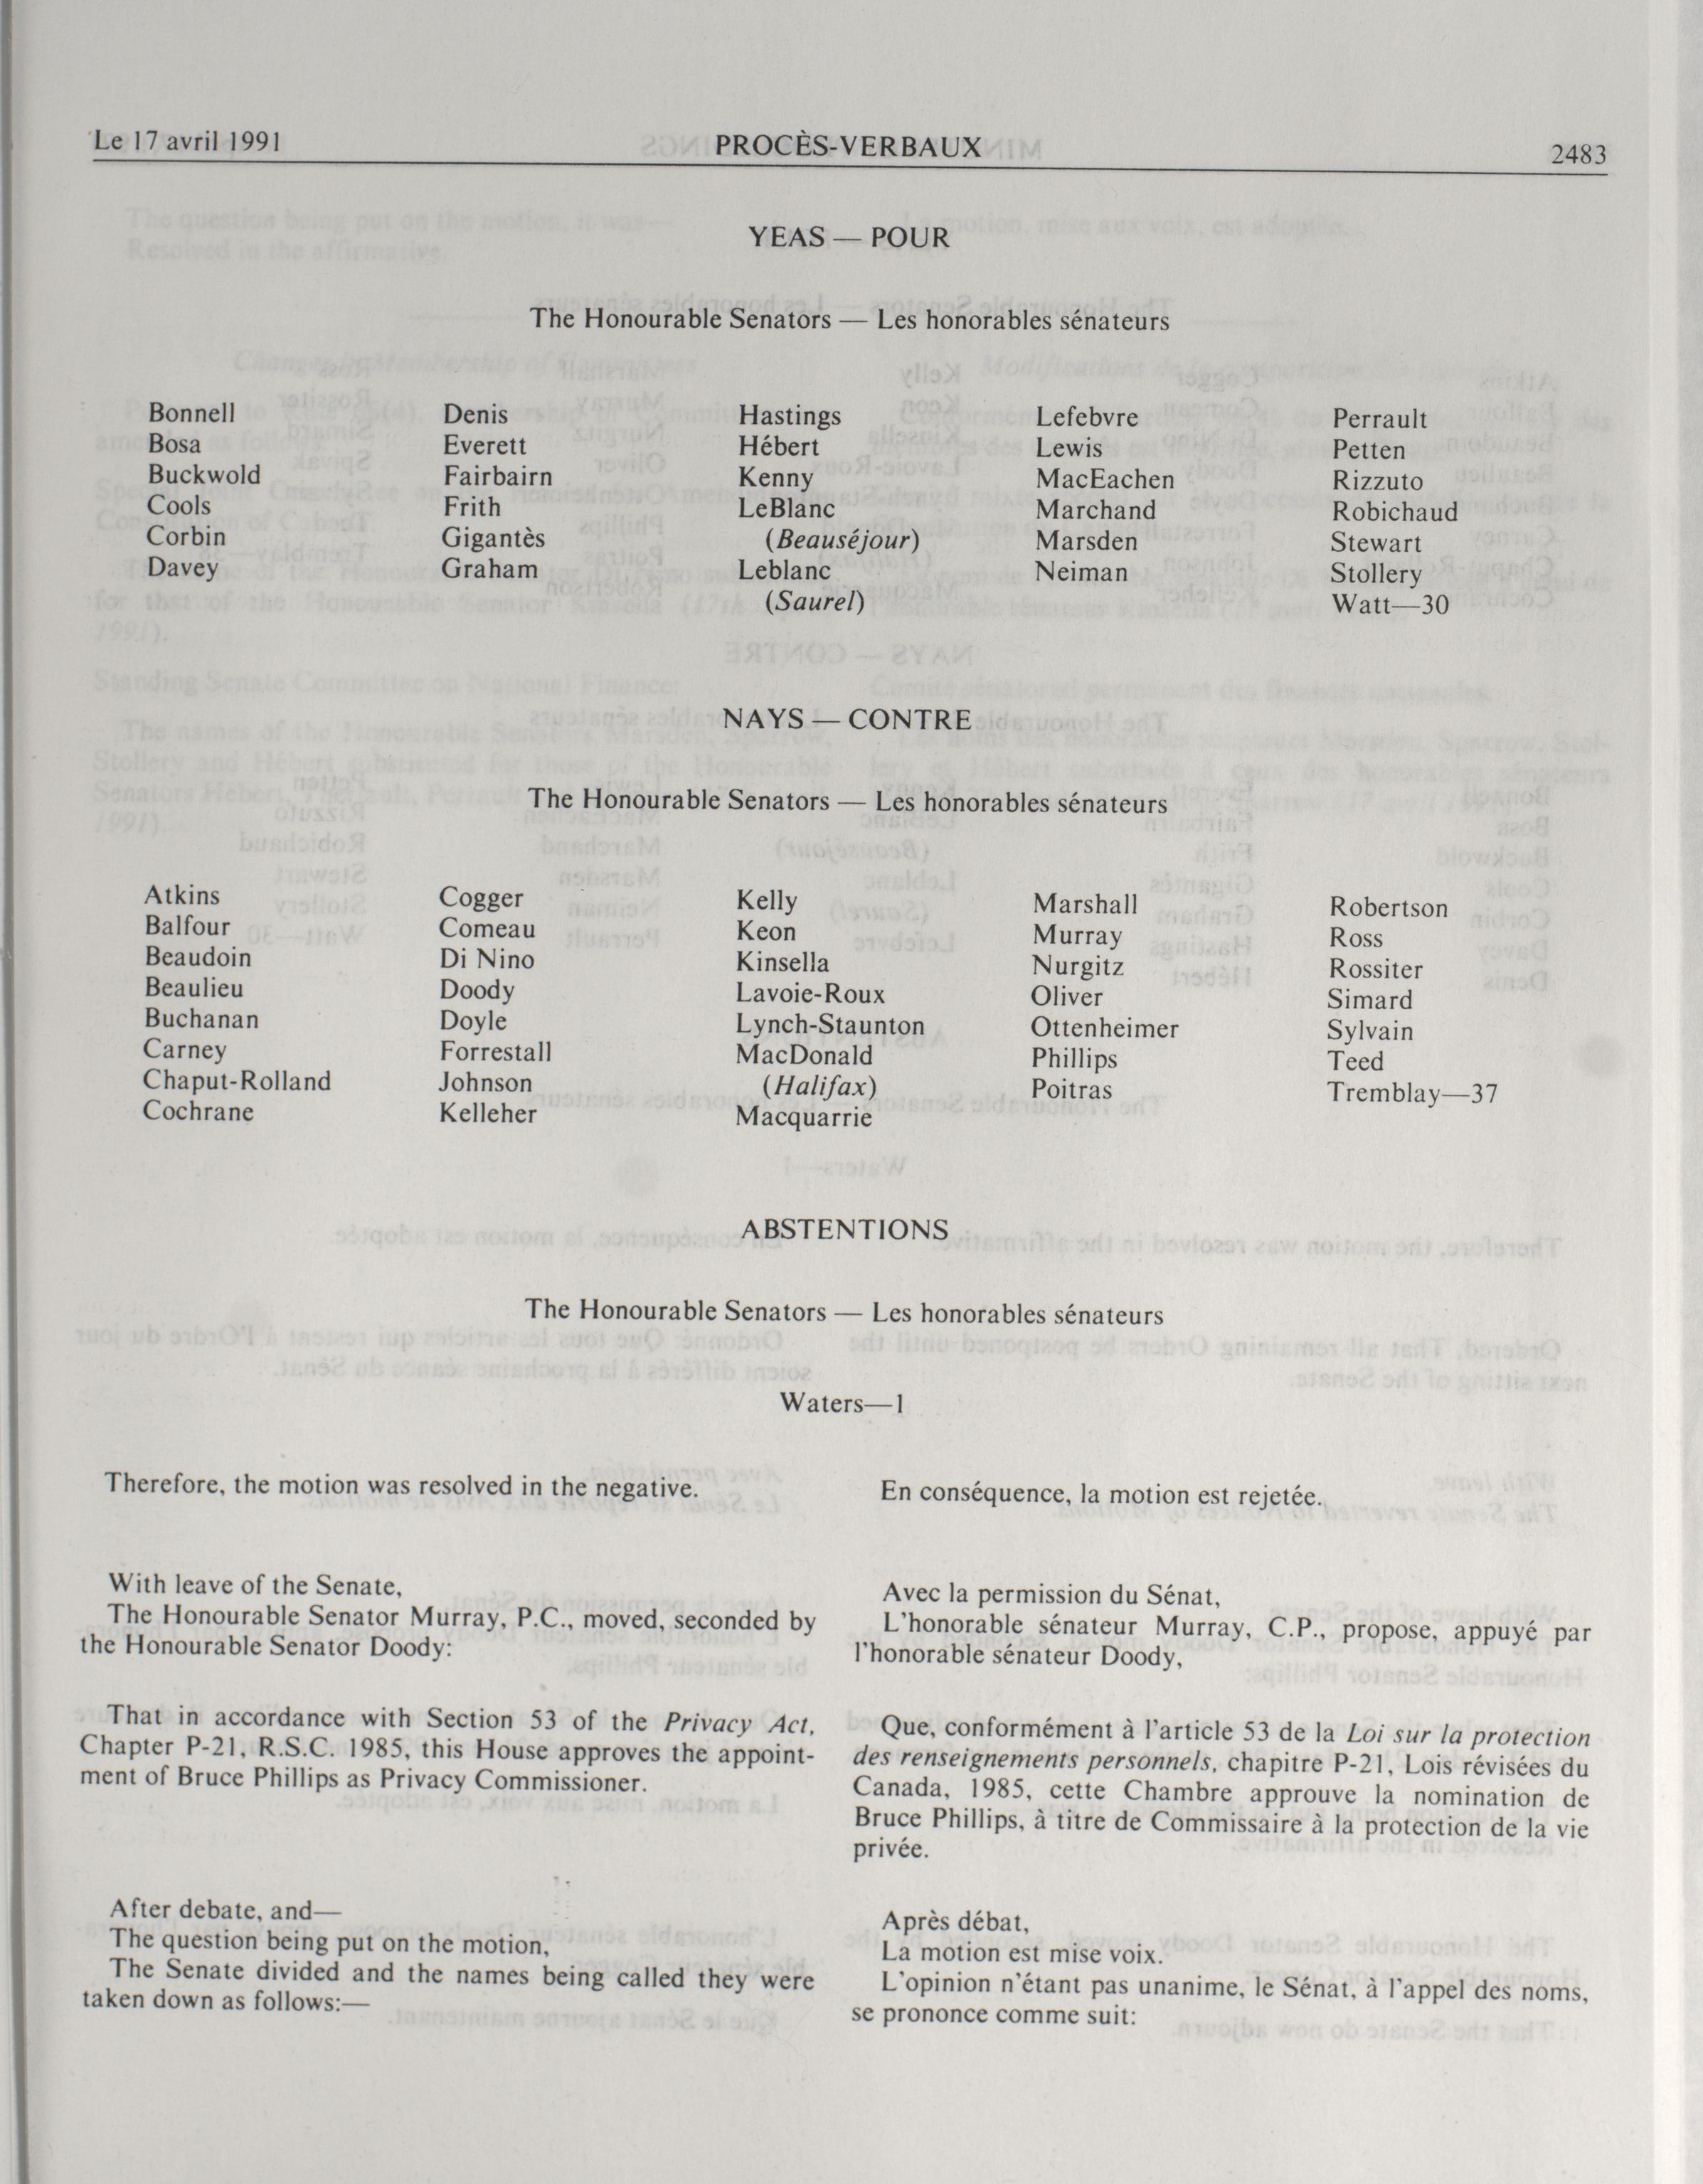 Le 17 avril 1991
PROCÈS-VERBAUX
2483
YEAS — POUR
The Honourable Senators — Les honorables sénateurs
Bonnell
Bosa
Buckwold
Cools
Corbin
Davey
Denis
Everett
Fairbairn
Frith
Gigantès
Graham
Hastings
Hébert
Kenny
LeBlanc
(Beauséjour)
Leblanc
(Saurel)
Lefebvre
Lewis
MacEachen
Marchand
Marsden
Neiman
Perrault
Petten
Rizzuto
Robichaud
Stewart
Stollery
Watt—30
NAYS — CONTRE
The Honourable Senators — Les honorables sénateurs
Atkins
Balfour
Beaudoin
Beaulieu
Buchanan
Carney
Chaput-Rolland
Cochrane
Cogger
Comeau
Di Nino
Doody
Doyle
Forrestall
Johnson
Kelleher
Kelly
Keon
Kinsella
Lavoie-Roux
Lynch-Staunton
MacDonald
(Halifax)
Macquarrie
Marshall
Murray
Nurgitz
Oliver
Ottenheimer
Phillips
Poitras
Robertson
Ross
Rossiter
Simard
Sylvain
Teed
Tremblay—37
ABSTENTIONS
The Honourable Senators — Les honorables sénateurs
Waters—1
Therefore, the motion was resolved in the negative.
With leave of the Senate,
The Honourable Senator Murray, P.C., moved, seconded by
the Honourable Senator Doody:
That in accordance with Section 53 of the Privacy Act,
Chapter P-21, R.S.C. 1985, this House approves the appoint-
ment of Bruce Phillips as Privacy Commissioner.
After debate, and—
The question being put on the motion,
The Senate divided and the names being called they were
taken down as follows:—
En conséquence, la motion est rejetée.
Avec la permission du Sénat,
L'honorable sénateur Murray, C.P., propose, appuyé par
l'honorable sénateur Doody,
Que, conformément à l'article 53 de la Loi sur la protection
des renseignements personnels, chapitre P-21, Lois révisées du
Canada, 1985, cette Chambre approuve la nomination de
Bruce Phillips, à titre de Commissaire à la protection de la vie
privée.
Après débat,
La motion est mise voix.
L'opinion n'étant pas unanime, le Sénat, à l'appel des noms,
se prononce comme suit: